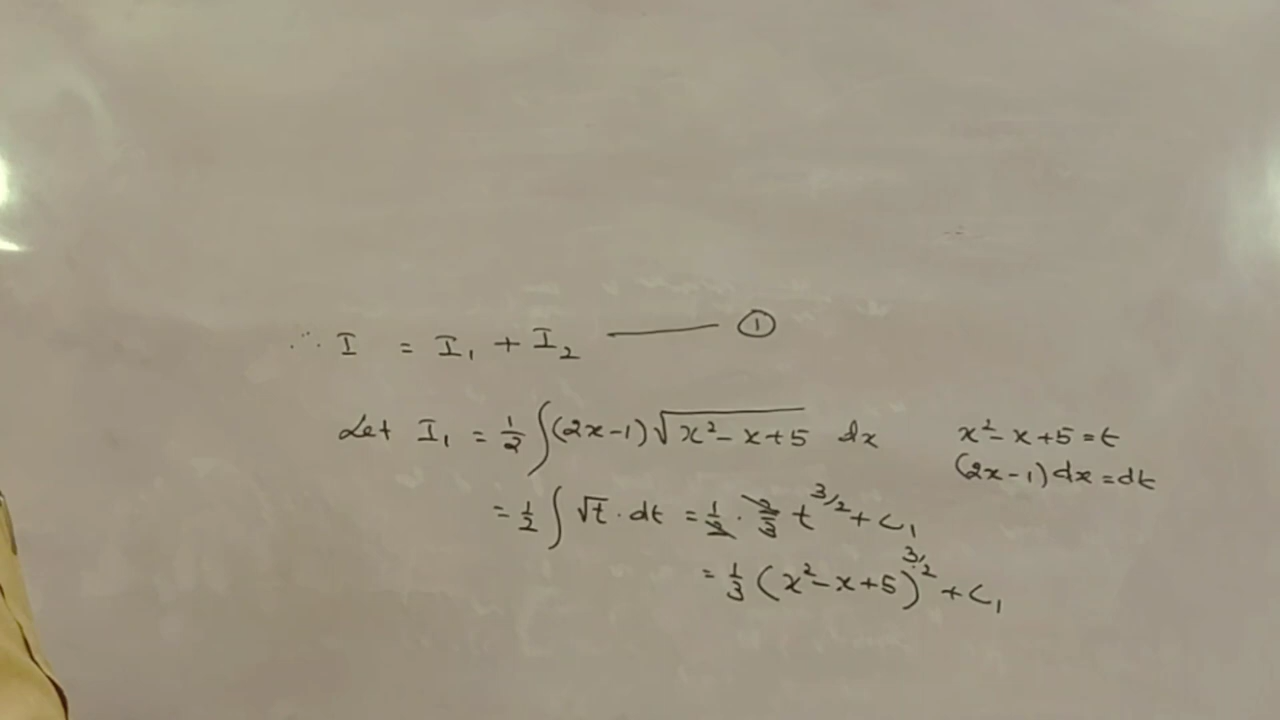 ∴ I = I₁ + I₂ ——— ①
Let I₁ = 1/2 ∫(2x-1)√(x²-x+5) dx
x²-x+5 = t
(2x-1)dx = dt
= 1/2 ∫ √t · dt = 1/2 · 2/3 t^(3/2) + C₁
= 1/3 (x²-x+5)^(3/2) + C₁